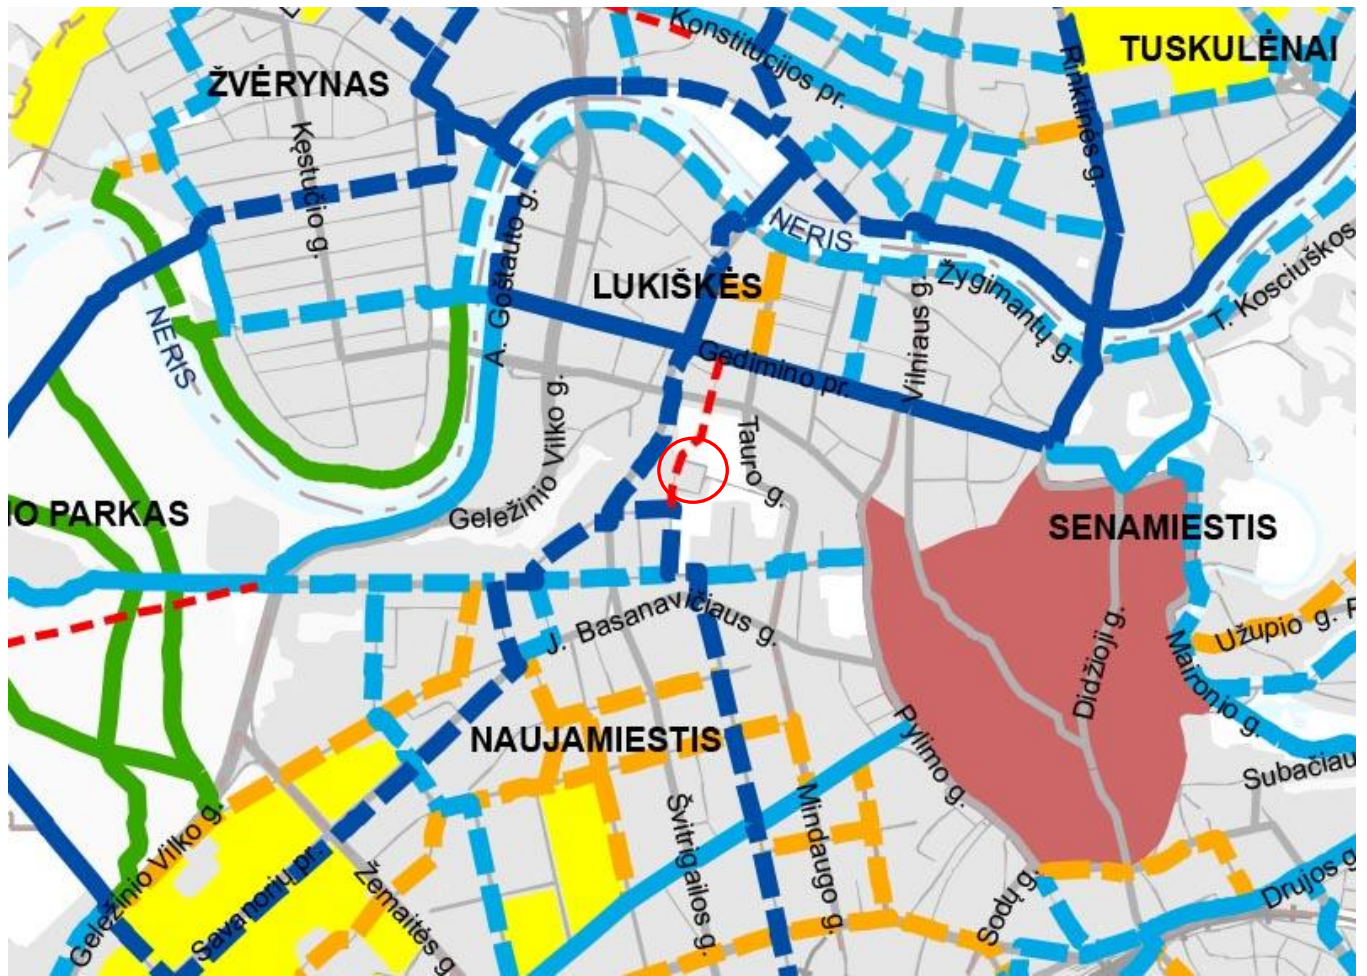 Konstitucijos pr.
TUSKULĖNAI
ŽVĖRYNAS
Rinktinės g.
Kęstučio g.
A. Goštauto g.
NERIS
LUKIŠKĖS
Žygimantų g.
T. Kosciuškos
NERIS
Vilniaus g.
Gedimino pr.
Geležinio Vilko g.
Tauro g.
IO PARKAS
SENAMIESTIS
J. Basanavičiaus g.
Užupio g.
Didžioji g.
Maironio g.
NAUJAMIESTIS
Pylimo g.
Subačiau
Geležinio Vilko g.
Švitrigailos g.
Mindaugo g.
Savanorių pr.
Žemaitės g
Sodų g.
Drujos g